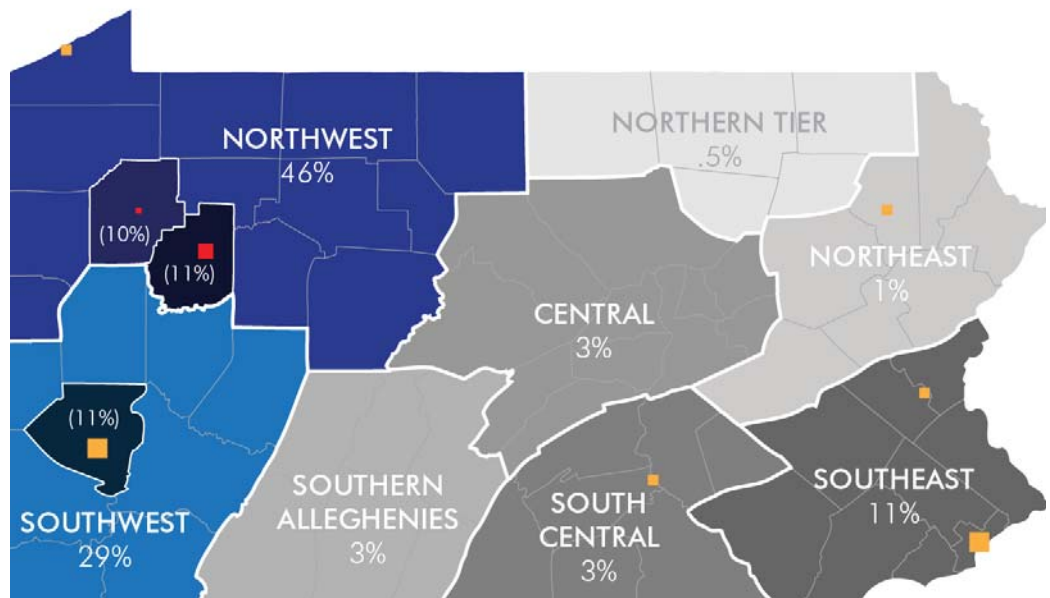 NORTHWEST
46%
NORTHERN TIER
.5%
(10%)
(11%)
NORTHEAST
1%
CENTRAL
3%
(11%)
SOUTHWEST
29%
SOUTHERN
ALLEGHENIES
3%
SOUTH
CENTRAL
3%
SOUTHEAST
11%